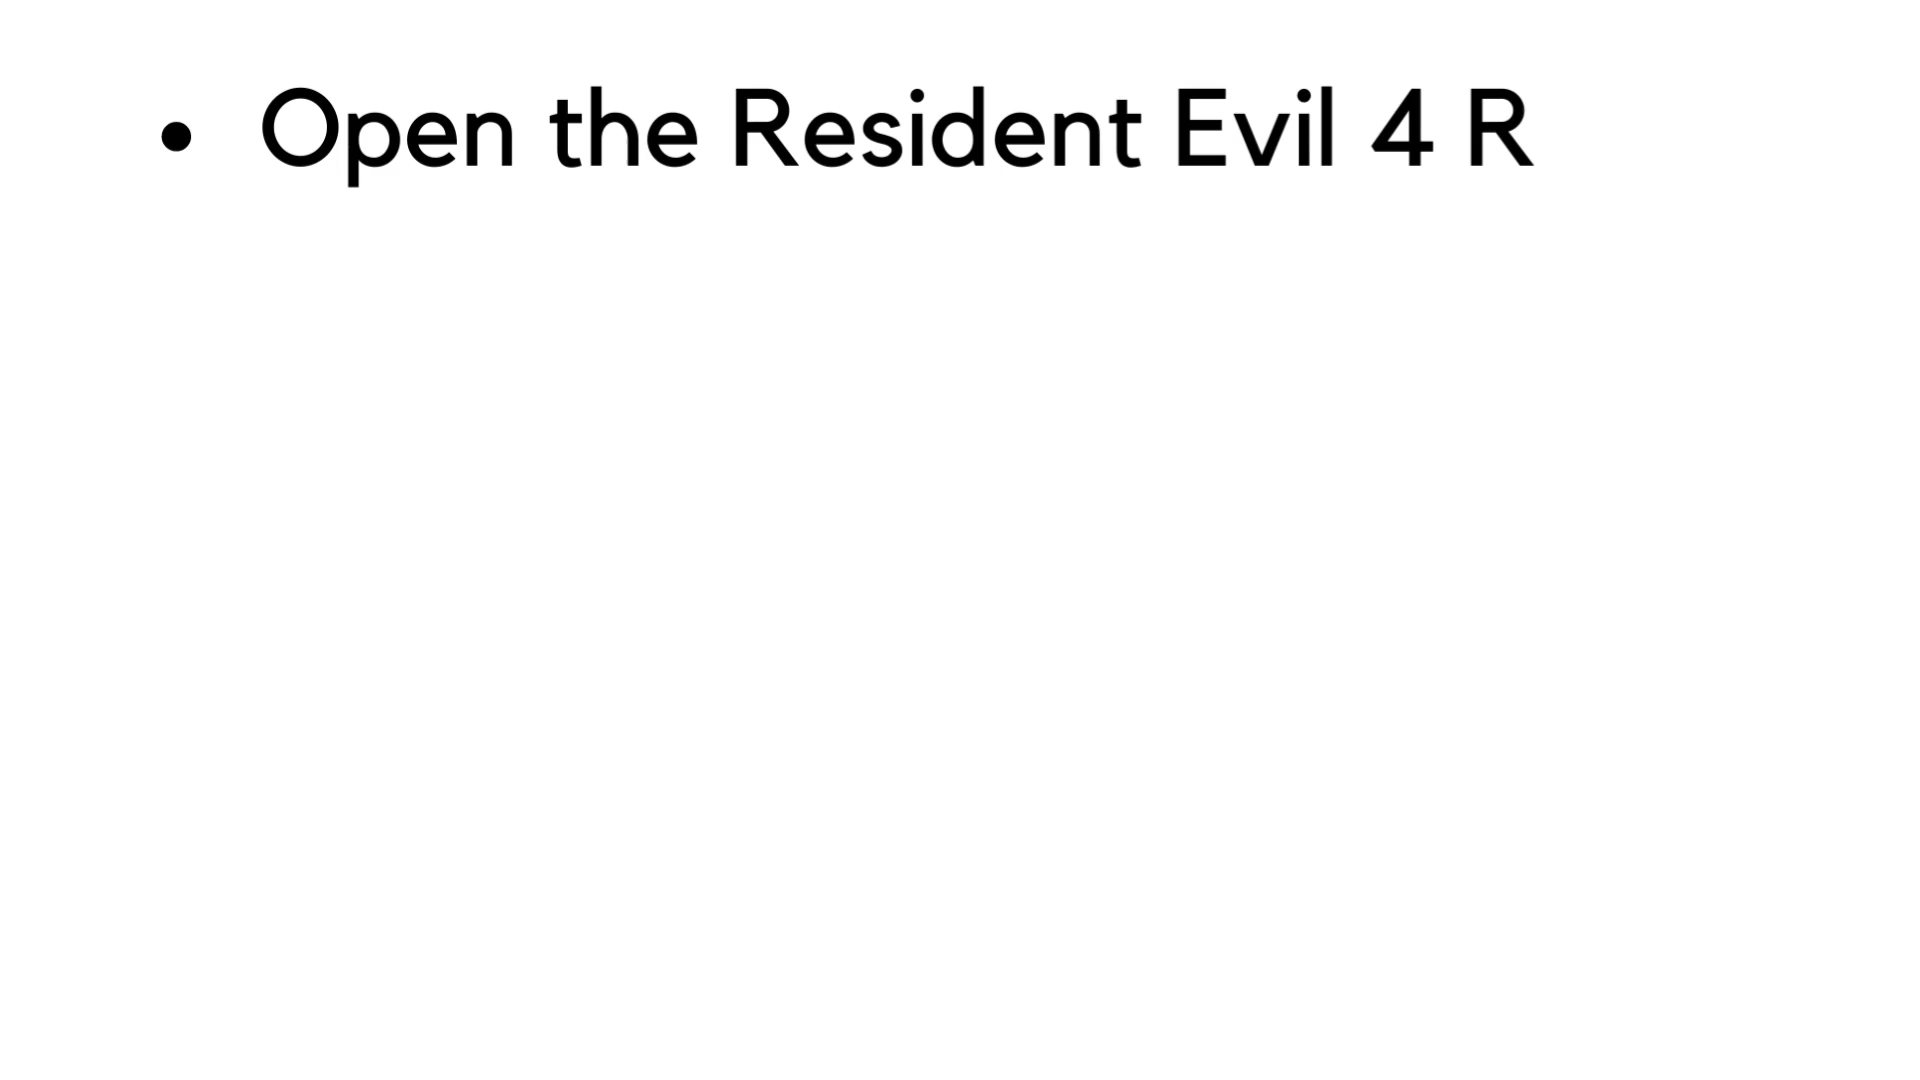 • Open the Resident Evil 4 R